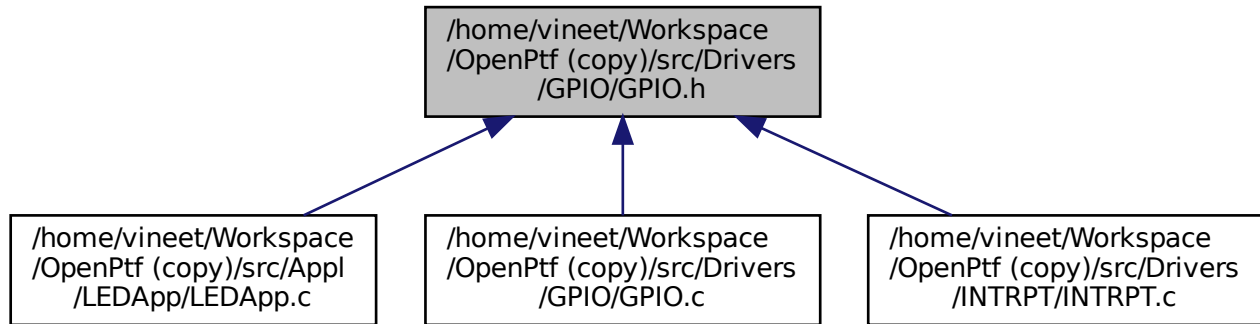 /home/vineet/Workspace
/OpenPtf (copy)/src/Drivers
/GPIO/GPIO.h
/home/vineet/Workspace
/OpenPtf (copy)/src/Appl
/LEDApp/LEDApp.c
/home/vineet/Workspace
/OpenPtf (copy)/src/Drivers
/GPIO/GPIO.c
/home/vineet/Workspace
/OpenPtf (copy)/src/Drivers
/INTRPT/INTRPT.c